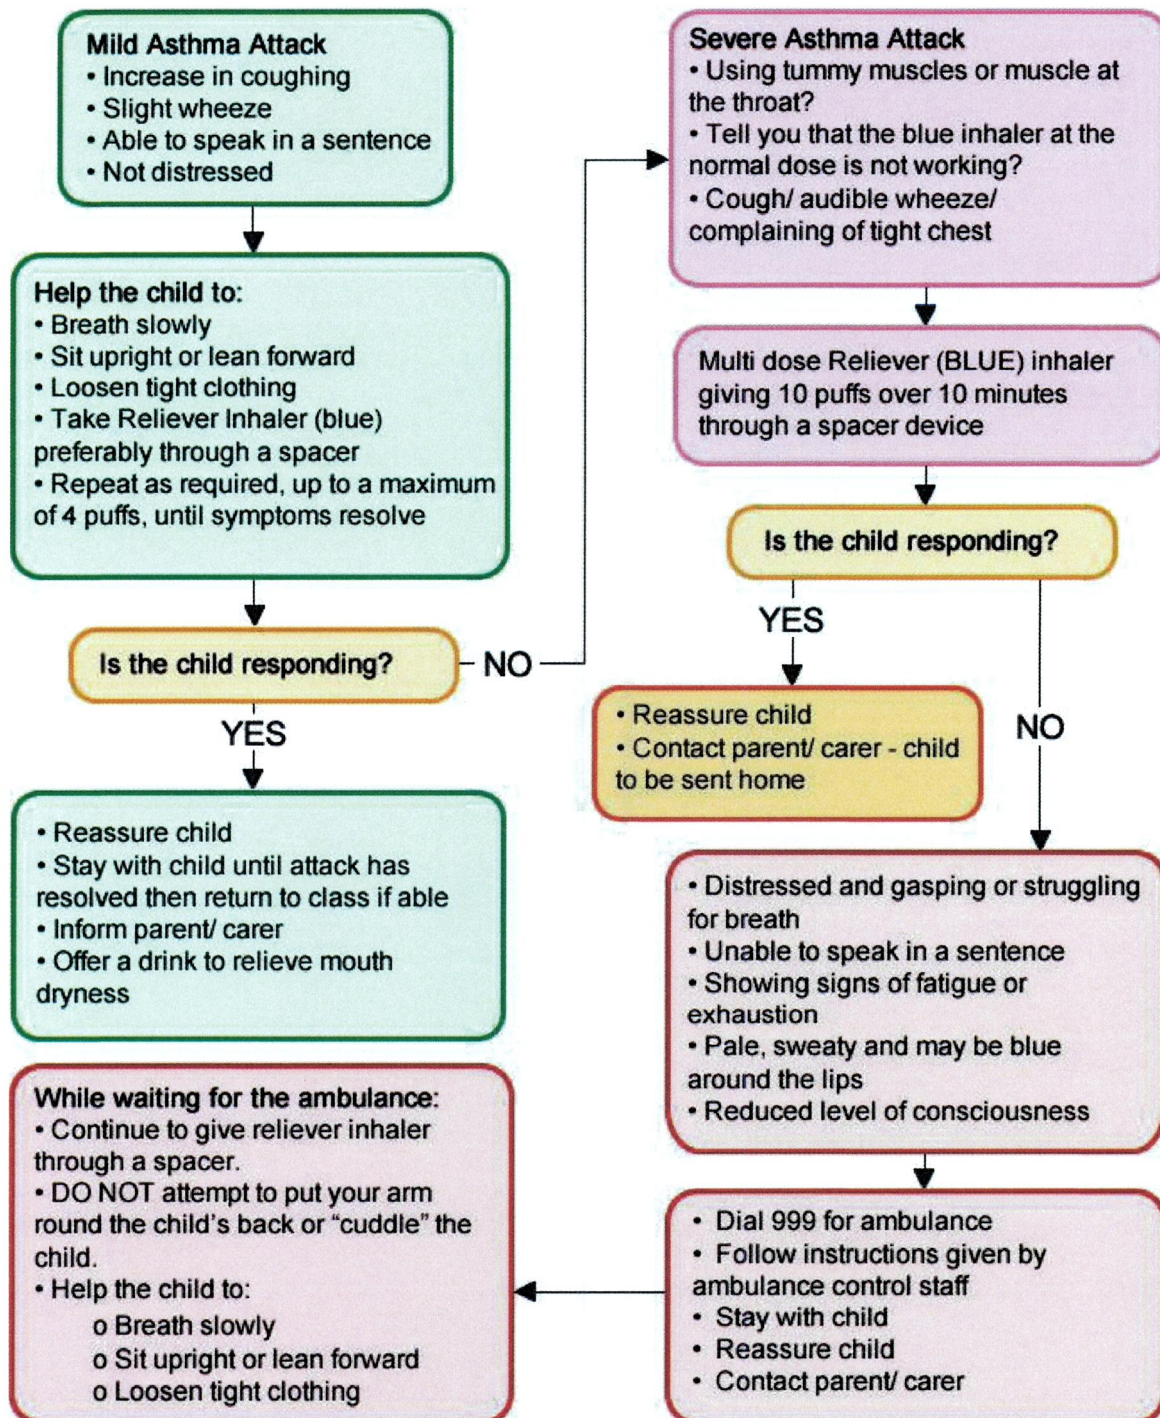 Mild Asthma Attack
• Increase in coughing
• Slight wheeze
• Able to speak in a sentence
• Not distressed
Help the child to:
• Breath slowly
• Sit upright or lean forward
• Loosen tight clothing
• Take Reliever Inhaler (blue)
preferably through a spacer
• Repeat as required, up to a maximum
of 4 puffs, until symptoms resolve
Is the child responding?
NO
YES
• Reassure child
• Stay with child until attack has
resolved then return to class if able
• Inform parent/ carer
• Offer a drink to relieve mouth
dryness
Severe Asthma Attack
• Using tummy muscles or muscle at
the throat?
• Tell you that the blue inhaler at the
normal dose is not working?
• Cough/ audible wheeze/
complaining of tight chest
Multi dose Reliever (BLUE) inhaler
giving 10 puffs over 10 minutes
through a spacer device
Is the child responding?
YES
NO
• Reassure child
• Contact parent/ carer - child
to be sent home
• Distressed and gasping or struggling
for breath
• Unable to speak in a sentence
• Showing signs of fatigue or
exhaustion
• Pale, sweaty and may be blue
around the lips
• Reduced level of consciousness
• Dial 999 for ambulance
• Follow instructions given by
ambulance control staff
• Stay with child
• Reassure child
• Contact parent/ carer
While waiting for the ambulance:
• Continue to give reliever inhaler
through a spacer.
• DO NOT attempt to put your arm
round the child's back or “cuddle” the
child.
• Help the child to:
o Breath slowly
o Sit upright or lean forward
o Loosen tight clothing